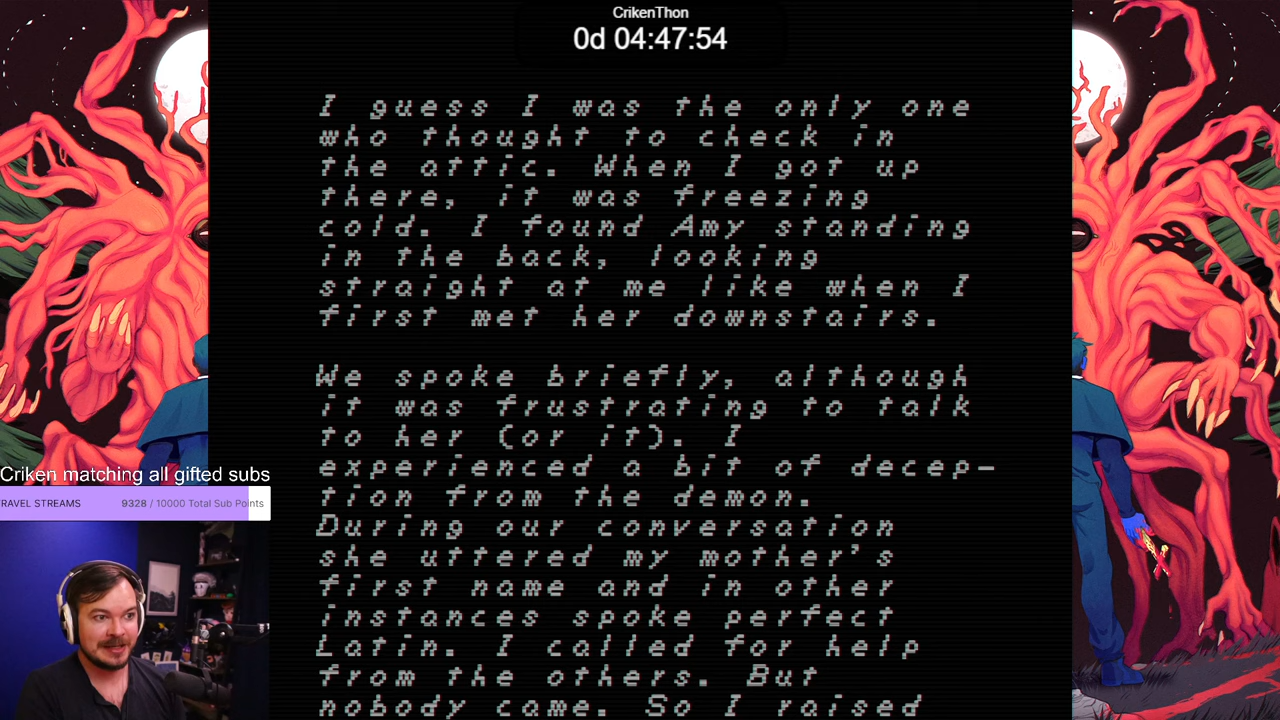 CrikenThon
0d 04:47:54
I guess I was the only one
who thought to check in
the attic. When I got up
there, it was freezing
cold. I found Amy standing
in the back, looking
straight at me like when I
first met her downstairs.
We spoke briefly, although
it was frustrating to talk
to her (or it). I
experienced a bit of decep-
tion from the demon.
During our conversation
she uttered my mother's
first name and in other
instances spoke perfect
Latin. I called for help
from the others. But
nobody came. So I raised
Criken matching all gifted subs
RAVEL STREAMS 9328 / 10000 Total Sub Points